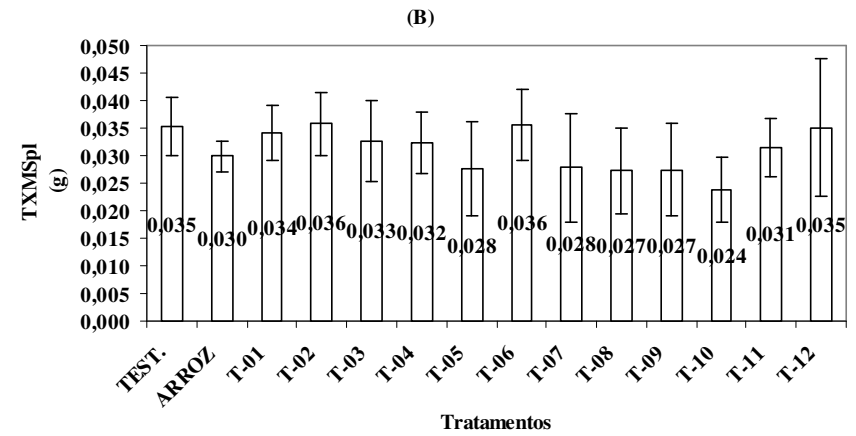 (B)
0,050
0,045
0,040
0,035
0,030
0,025
0,020
0,015
0,010
0,005
0,000
TXMSpl
(g)
0,035
0,030
0,034
0,036
0,033
0,032
0,028
0,036
0,028
0,027
0,027
0,024
0,031
0,035
TEST.
ARROZ
T-01
T-02
T-03
T-04
T-05
T-06
T-07
T-08
T-09
T-10
T-11
T-12
Tratamentos